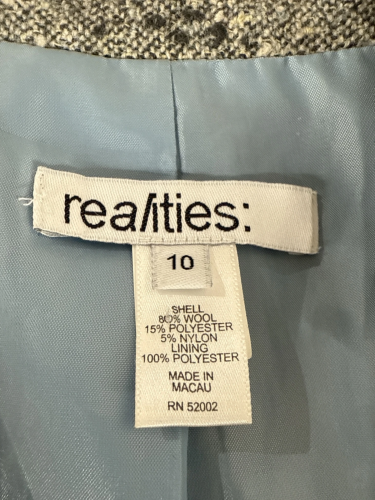 realities:
10
SHELL
80% WOOL
15% POLYESTER
5% NYLON
LINING
100% POLYESTER
MADE IN
MACAU
RN 52002